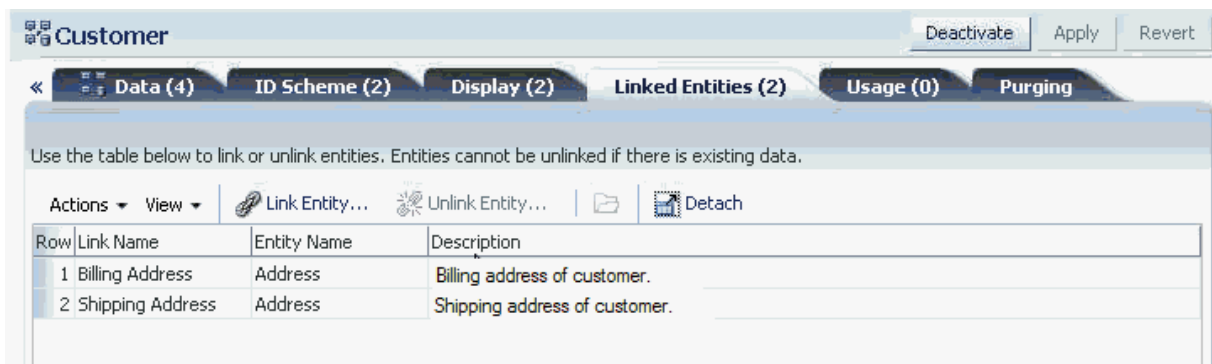 Customer Deactivate Apply Revert
« Data (4) ID Scheme (2) Display (2) Linked Entities (2) Usage (0) Purging
Use the table below to link or unlink entities. Entities cannot be unlinked if there is existing data.
Actions View Link Entity... Unlink Entity... Detach
Row Link Name Entity Name Description
1 Billing Address Address Billing address of customer.
2 Shipping Address Address Shipping address of customer.